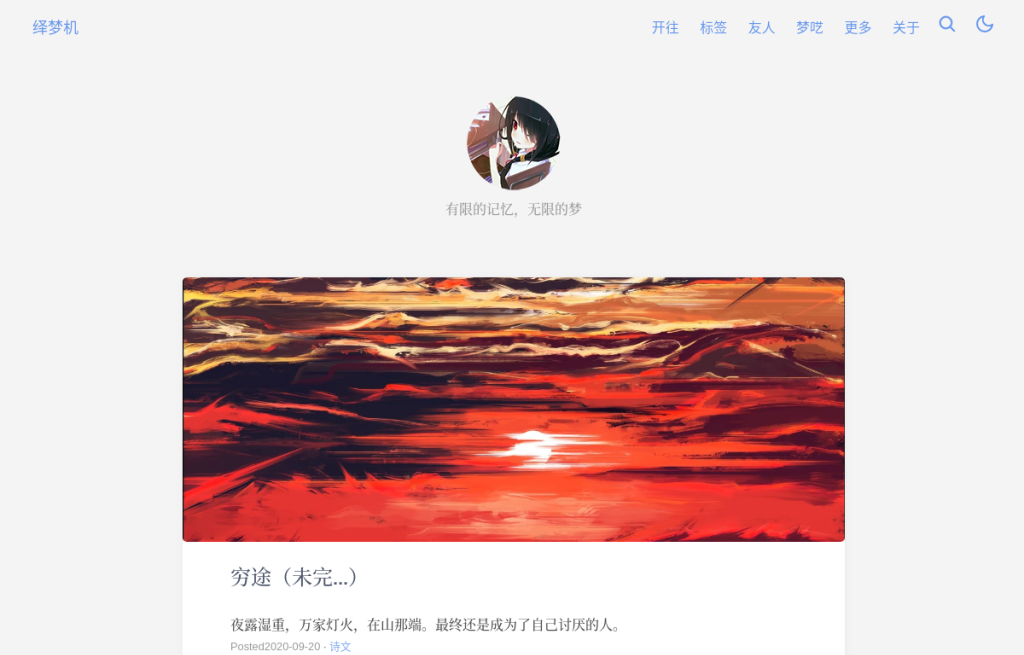 绎梦机
开往 标签 友人 梦呓 更多 关于
有限的记忆，无限的梦
穷途（未完...）
夜露湿重，万家灯火，在山那端。最终还是成为了自己讨厌的人。
Posted2020-09-20 · 诗文